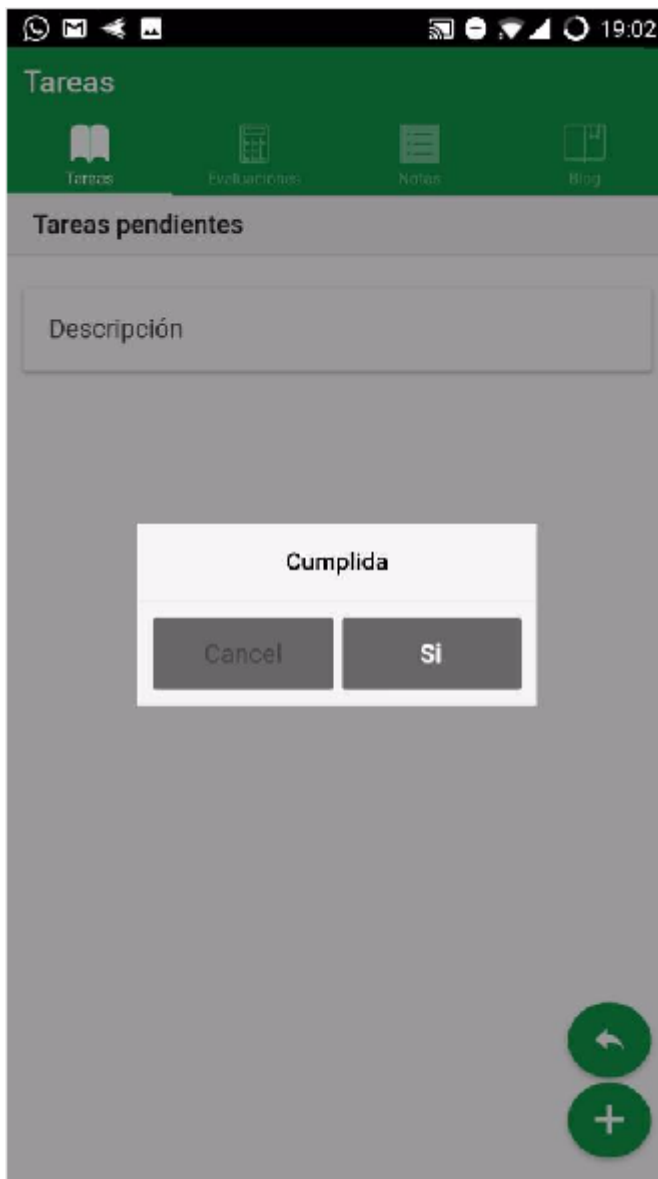 19:02
Tareas
Tareas Evaluaciones Notas Blog
Tareas pendientes
Descripción
Cumplida
Cancel Si